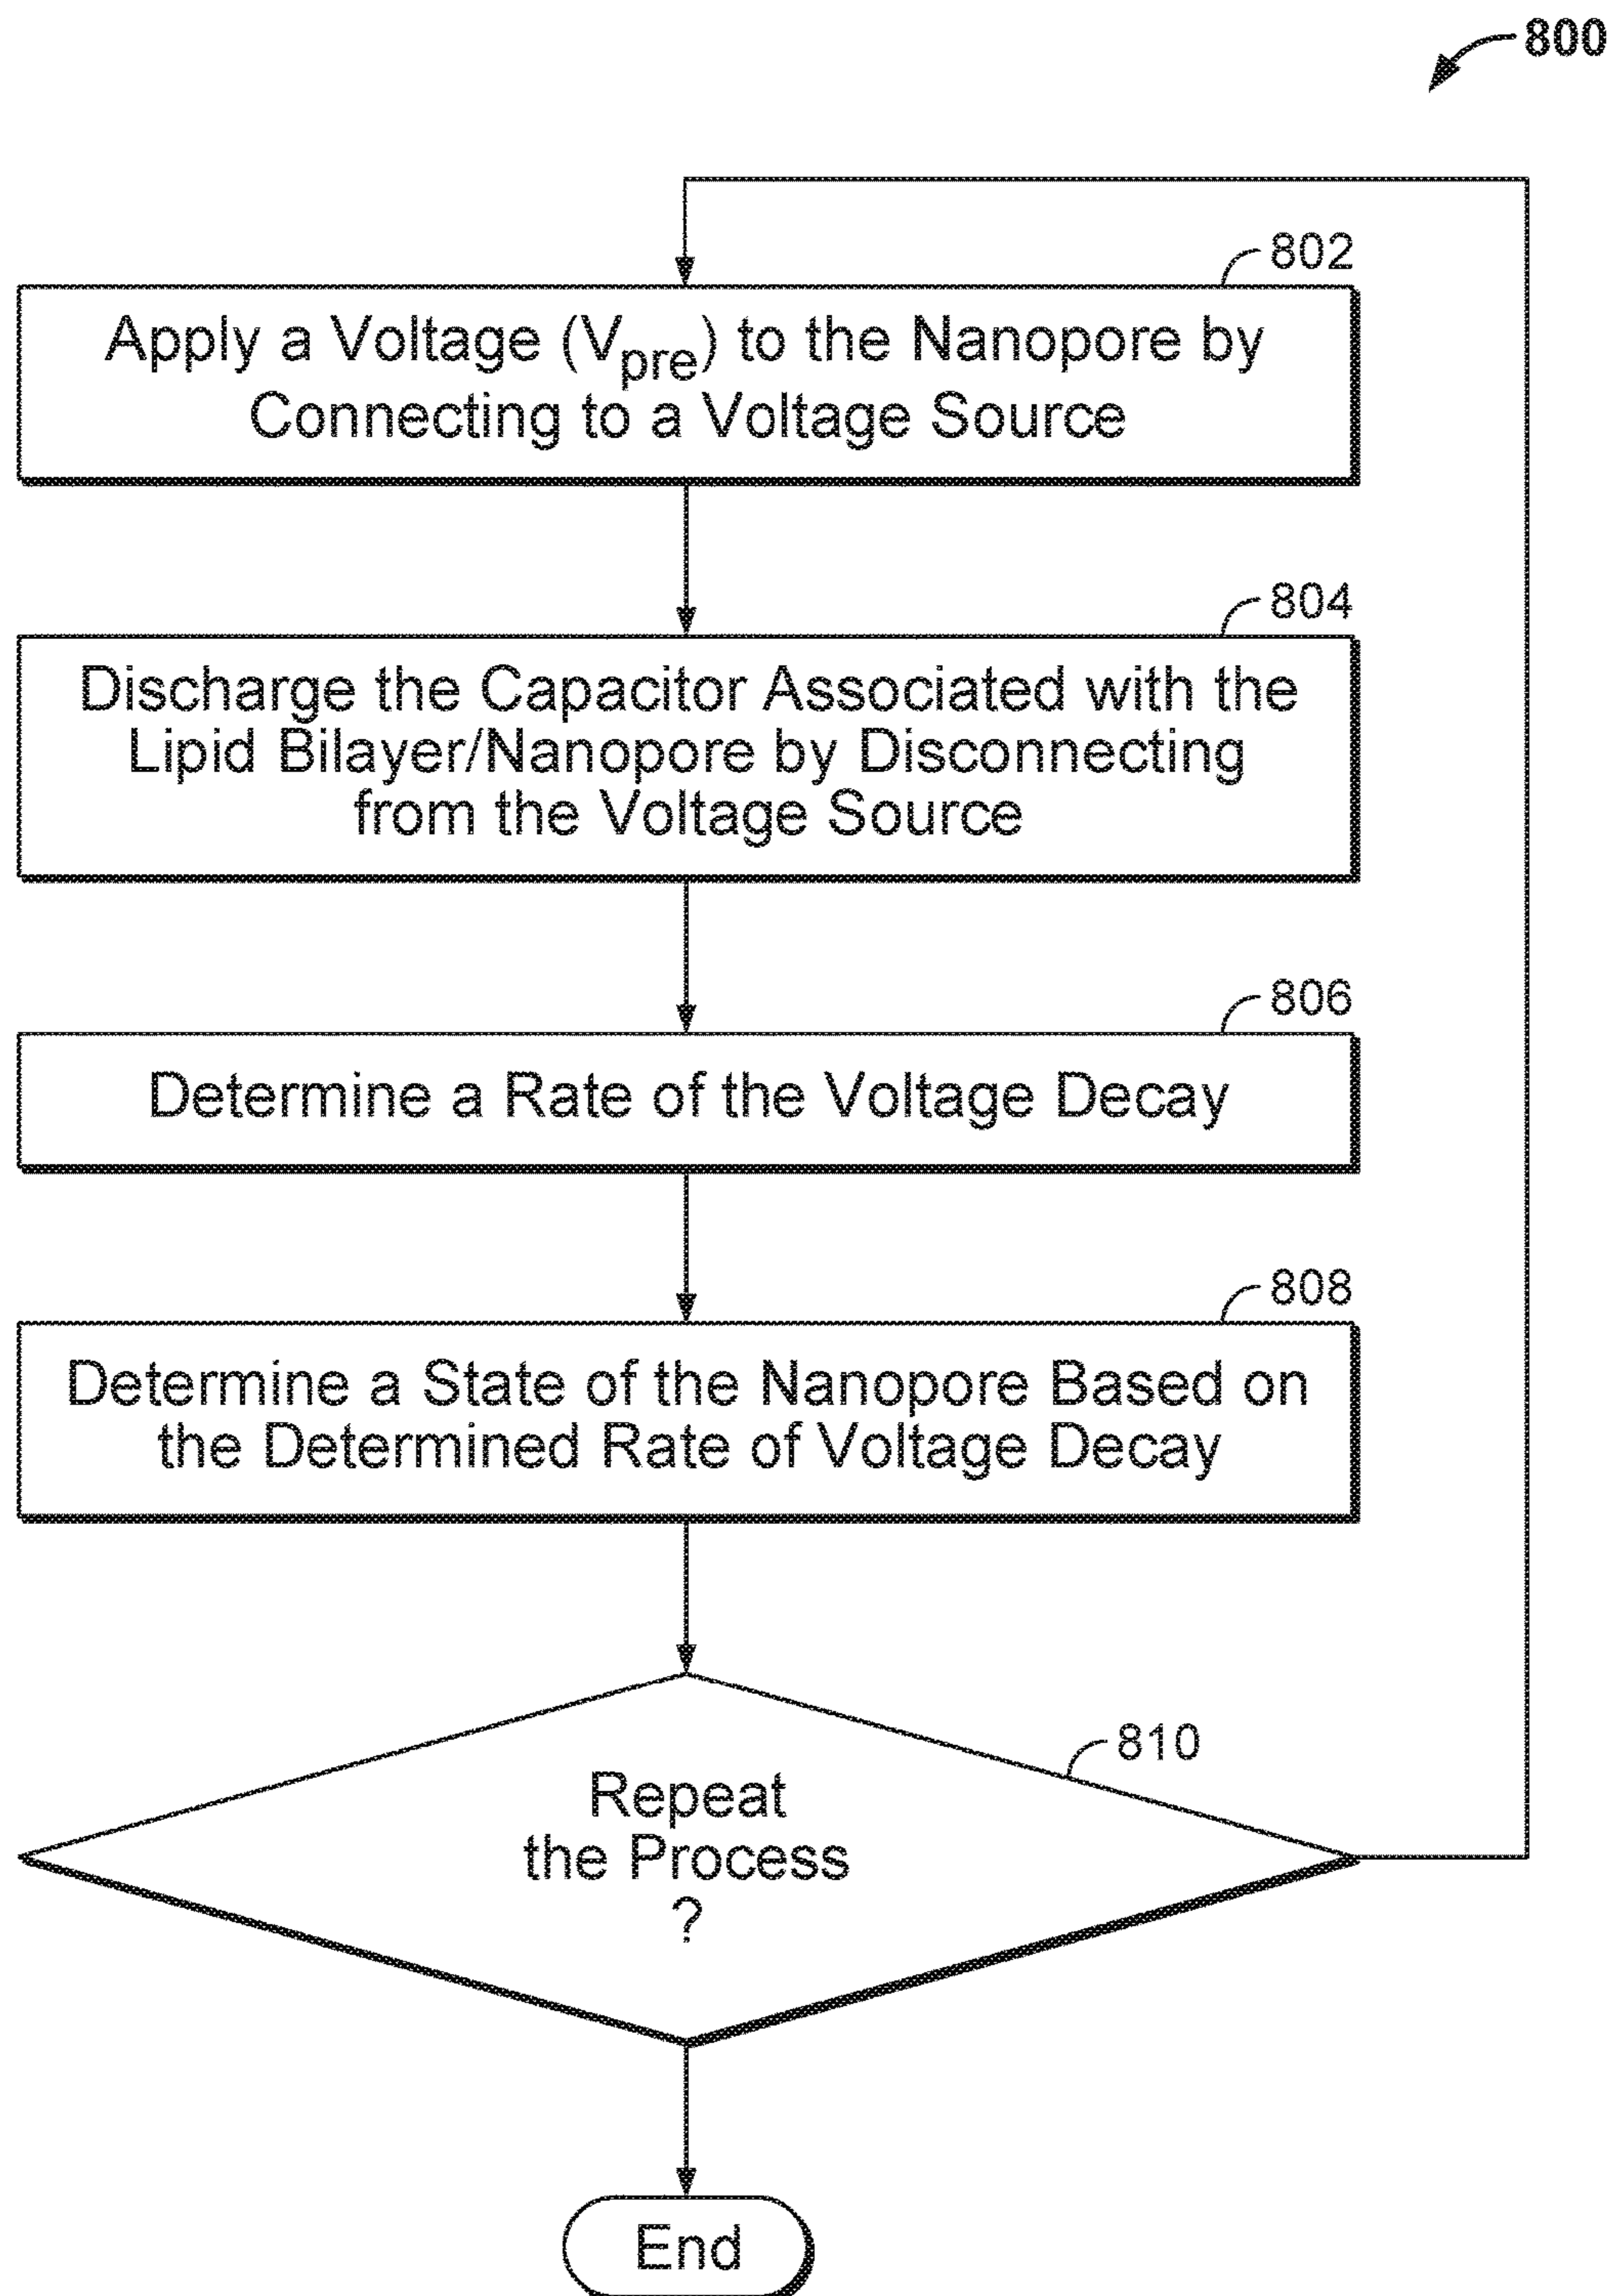 800
802
Apply a Voltage (Vpre) to the Nanopore by
Connecting to a Voltage Source
804
Discharge the Capacitor Associated with the
Lipid Bilayer/Nanopore by Disconnecting
from the Voltage Source
806
Determine a Rate of the Voltage Decay
808
Determine a State of the Nanopore Based on
the Determined Rate of Voltage Decay
810
Repeat
the Process
?
End